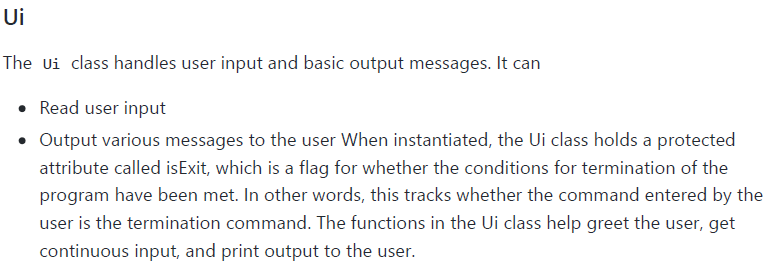 Ui
The Ui class handles user input and basic output messages. It can
• Read user input
• Output various messages to the user When instantiated, the Ui class holds a protected
attribute called isExit, which is a flag for whether the conditions for termination of the
program have been met. In other words, this tracks whether the command entered by the
user is the termination command. The functions in the Ui class help greet the user, get
continuous input, and print output to the user.